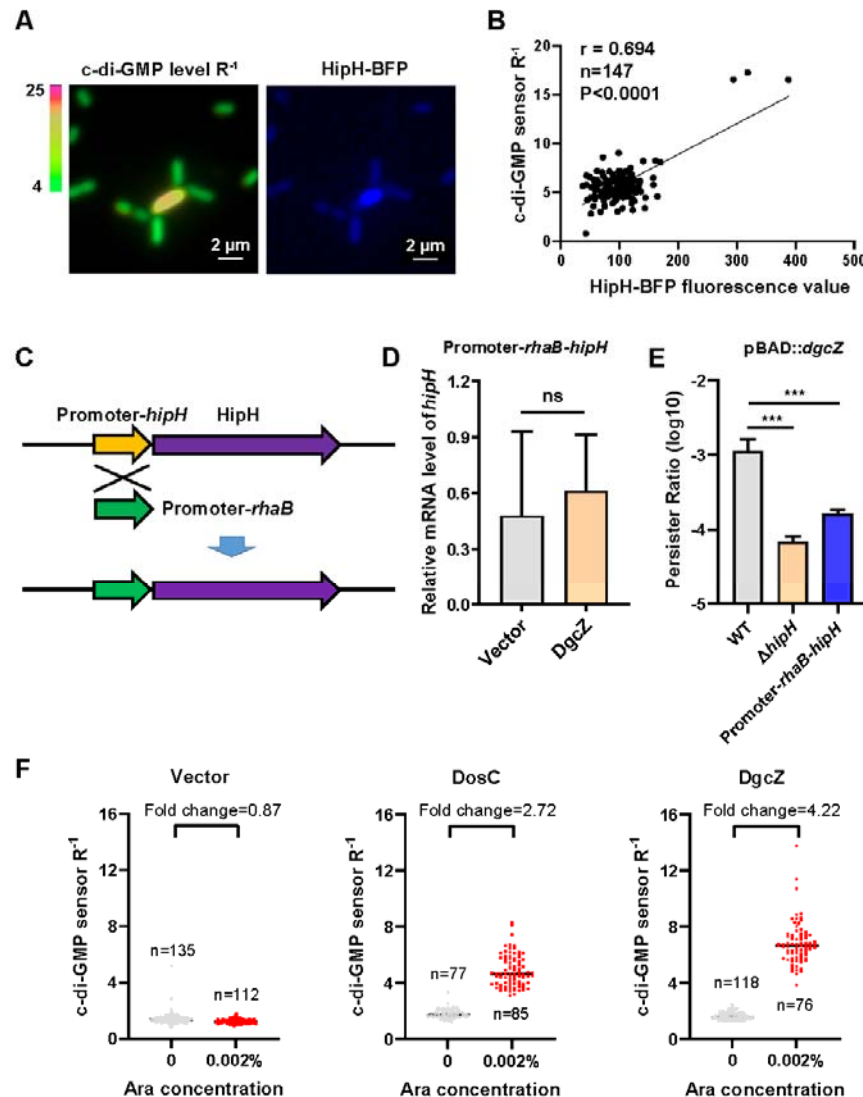 A
c-di-GMP level R⁻¹
HipH-BFP
25
4
2 µm
2 µm
B
r = 0.694
n=147
P<0.0001
c-di-GMP sensor R⁻¹
20
15
10
5
0
0
100
200
300
400
500
HipH-BFP fluorescence value
C
Promoter-hipH
HipH
Promoter-rhaB
D
Promoter-rhaB-hipH
Relative mRNA level of hipH
1.2
0.9
0.6
0.3
0.0
ns
Vector
DgcZ
E
pBAD::dgcZ
Persister Ratio (log10)
-2
-3
-4
-5
***
***
WT
ΔhipH
Promoter-rhaB-hipH
F
Vector
Fold change=0.87
c-di-GMP sensor R⁻¹
16
12
8
4
0
n=135
n=112
0
0.002%
Ara concentration
DosC
Fold change=2.72
c-di-GMP sensor R⁻¹
16
12
8
4
0
n=77
n=85
0
0.002%
Ara concentration
DgcZ
Fold change=4.22
c-di-GMP sensor R⁻¹
16
12
8
4
0
n=118
n=76
0
0.002%
Ara concentration